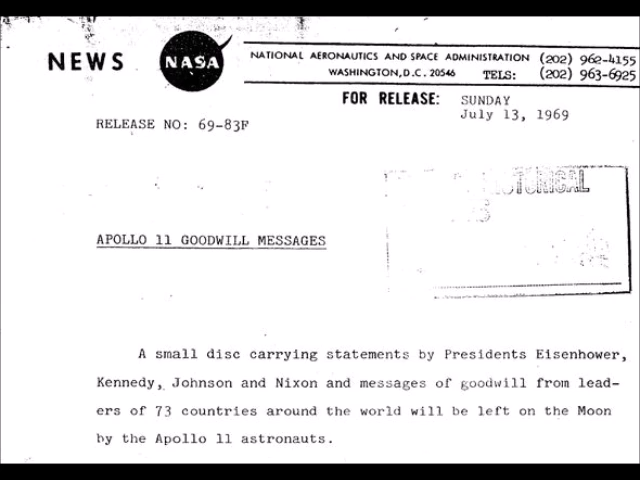 NEWS
NASA
NATIONAL AERONAUTICS AND SPACE ADMINISTRATION (202) 962-4155
WASHINGTON, D.C. 20546 TELS: (202) 963-6925
FOR RELEASE: SUNDAY
July 13, 1969
RELEASE NO: 69-83F
HISTORICAL
APOLLO 11 GOODWILL MESSAGES
A small disc carrying statements by Presidents Eisenhower,
Kennedy, Johnson and Nixon and messages of goodwill from lead-
ers of 73 countries around the world will be left on the Moon
by the Apollo 11 astronauts.